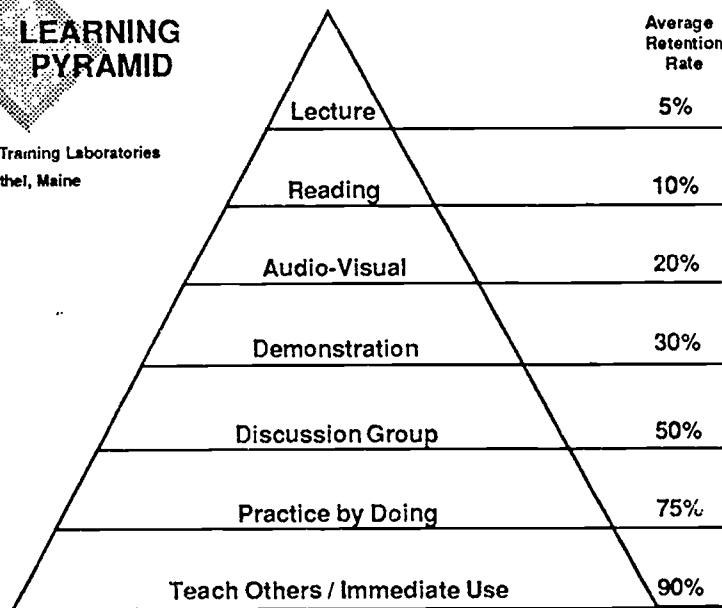 LEARNING
PYRAMID
Average
Retention
Rate
Training Laboratories
thel, Maine
Lecture 5%
Reading 10%
Audio-Visual 20%
Demonstration 30%
Discussion Group 50%
Practice by Doing 75%
Teach Others / Immediate Use 90%